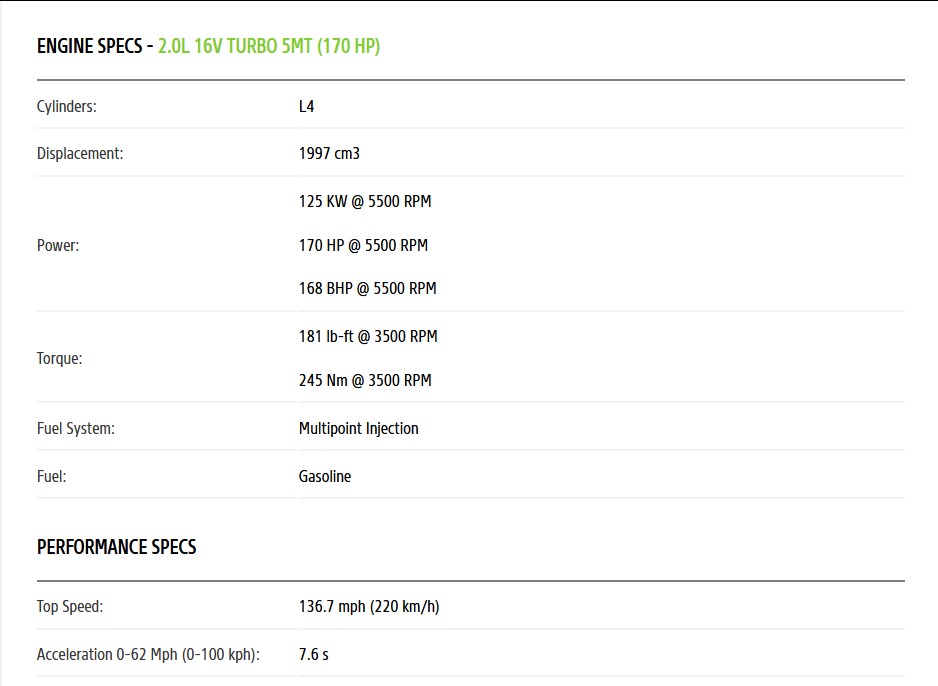 ENGINE SPECS - 2.0L 16V TURBO 5MT (170 HP)
Cylinders: L4
Displacement: 1997 cm3
125 KW @ 5500 RPM
Power: 170 HP @ 5500 RPM
168 BHP @ 5500 RPM
181 lb-ft @ 3500 RPM
Torque:
245 Nm @ 3500 RPM
Fuel System: Multipoint Injection
Fuel: Gasoline
PERFORMANCE SPECS
Top Speed: 136.7 mph (220 km/h)
Acceleration 0-62 Mph (0-100 kph): 7.6 s